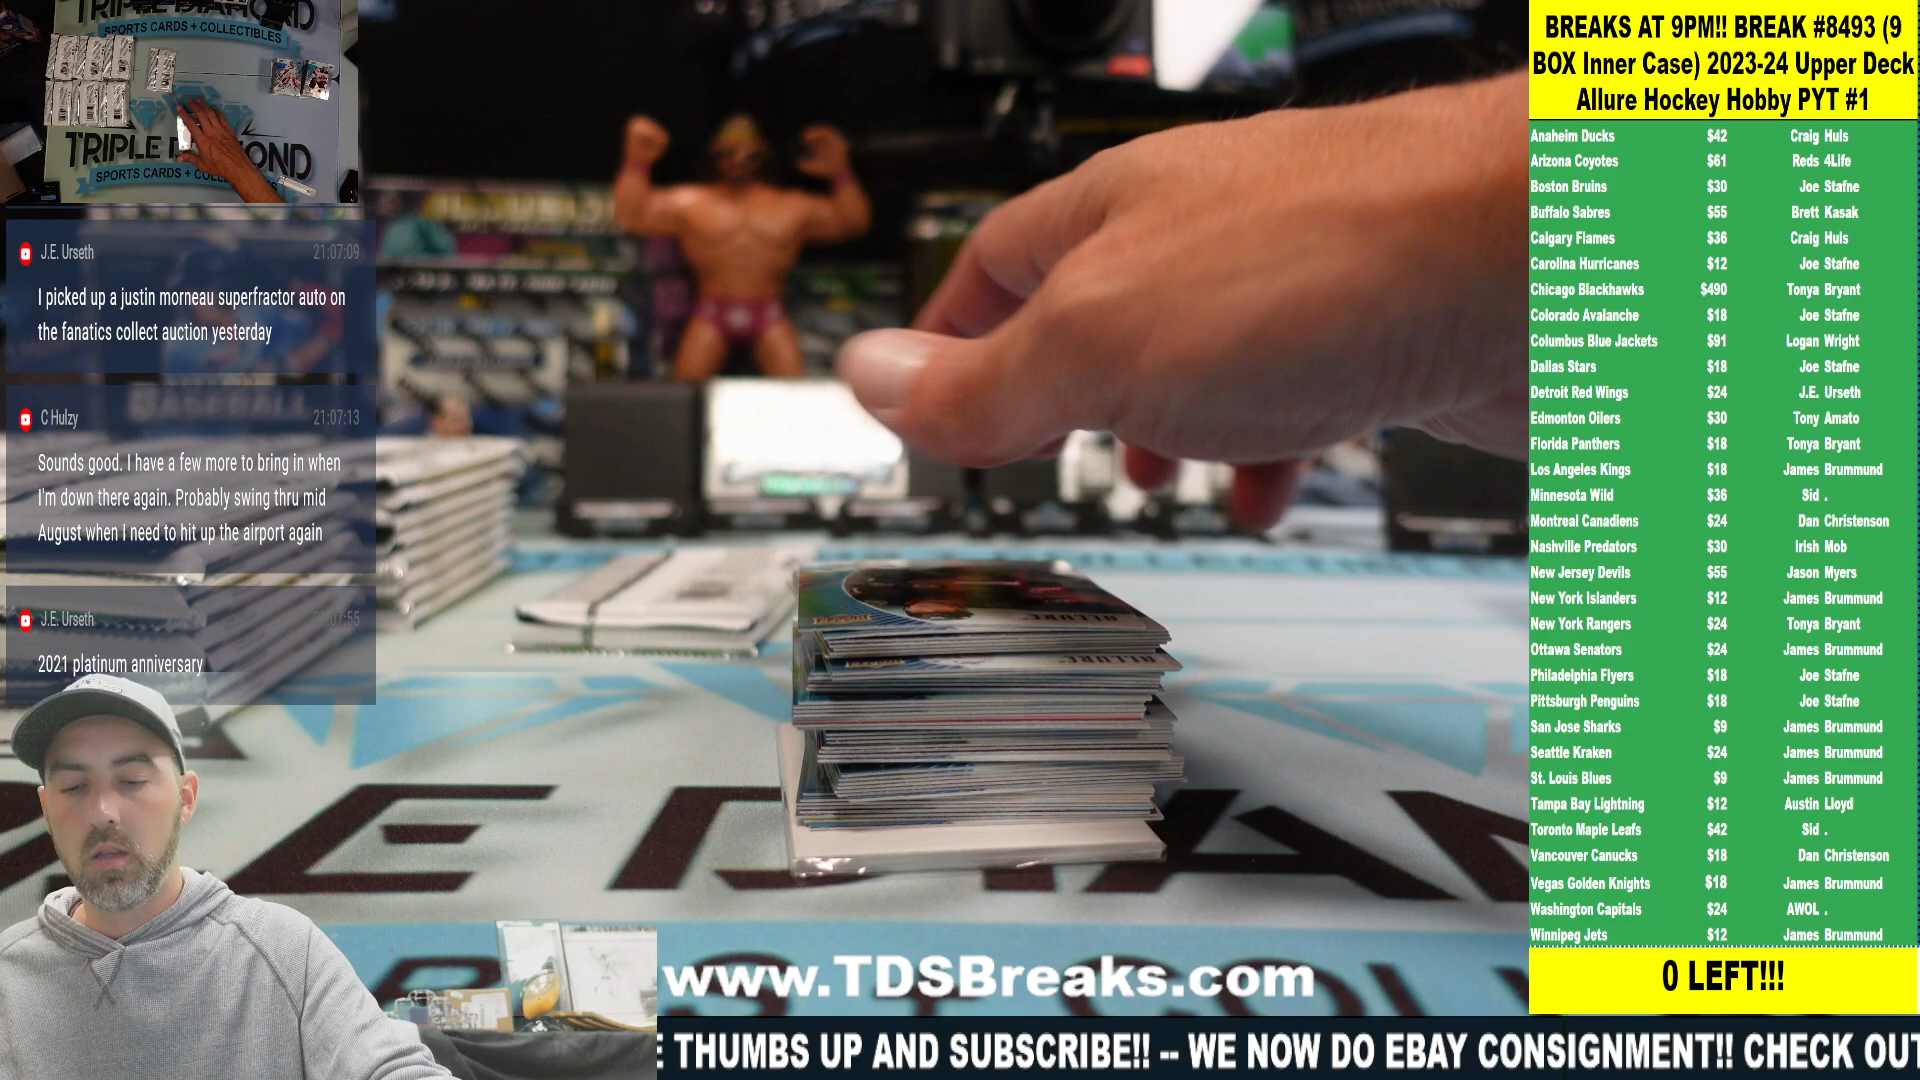 TRIPLE DIAMOND
SPORTS CARDS + COLLECTIBLES
TRIPLE DIAMOND
SPORTS CARDS +
J.E. Urseth 21:07:09
I picked up a justin morneau superfractor auto on
the fanatics collect auction yesterday
C Hulzy 21:07:13
Sounds good. I have a few more to bring in when
I'm down there again. Probably swing thru mid
August when I need to hit up the airport again
J.E. Urseth
2021 platinum anniversary
BASEBALL
ALLURE
ALLURE
www.TDSBreaks.com
THUMBS UP AND SUBSCRIBE!! -- WE NOW DO EBAY CONSIGNMENT!! CHECK OUT
BREAKS AT 9PM!! BREAK #8493 (9
BOX Inner Case) 2023-24 Upper Deck
Allure Hockey Hobby PYT #1
Anaheim Ducks $42 Craig Huls
Arizona Coyotes $61 Reds 4Life
Boston Bruins $30 Joe Stafne
Buffalo Sabres $55 Brett Kasak
Calgary Flames $36 Craig Huls
Carolina Hurricanes $12 Joe Stafne
Chicago Blackhawks $490 Tonya Bryant
Colorado Avalanche $18 Joe Stafne
Columbus Blue Jackets $91 Logan Wright
Dallas Stars $18 Joe Stafne
Detroit Red Wings $24 J.E. Urseth
Edmonton Oilers $30 Tony Amato
Florida Panthers $18 Tonya Bryant
Los Angeles Kings $18 James Brummund
Minnesota Wild $36 Sid .
Montreal Canadiens $24 Dan Christenson
Nashville Predators $30 Irish Mob
New Jersey Devils $55 Jason Myers
New York Islanders $12 James Brummund
New York Rangers $24 Tonya Bryant
Ottawa Senators $24 James Brummund
Philadelphia Flyers $18 Joe Stafne
Pittsburgh Penguins $18 Joe Stafne
San Jose Sharks $9 James Brummund
Seattle Kraken $24 James Brummund
St. Louis Blues $9 James Brummund
Tampa Bay Lightning $12 Austin Lloyd
Toronto Maple Leafs $42 Sid .
Vancouver Canucks $18 Dan Christenson
Vegas Golden Knights $18 James Brummund
Washington Capitals $24 AWOL .
Winnipeg Jets $12 James Brummund
0 LEFT!!!